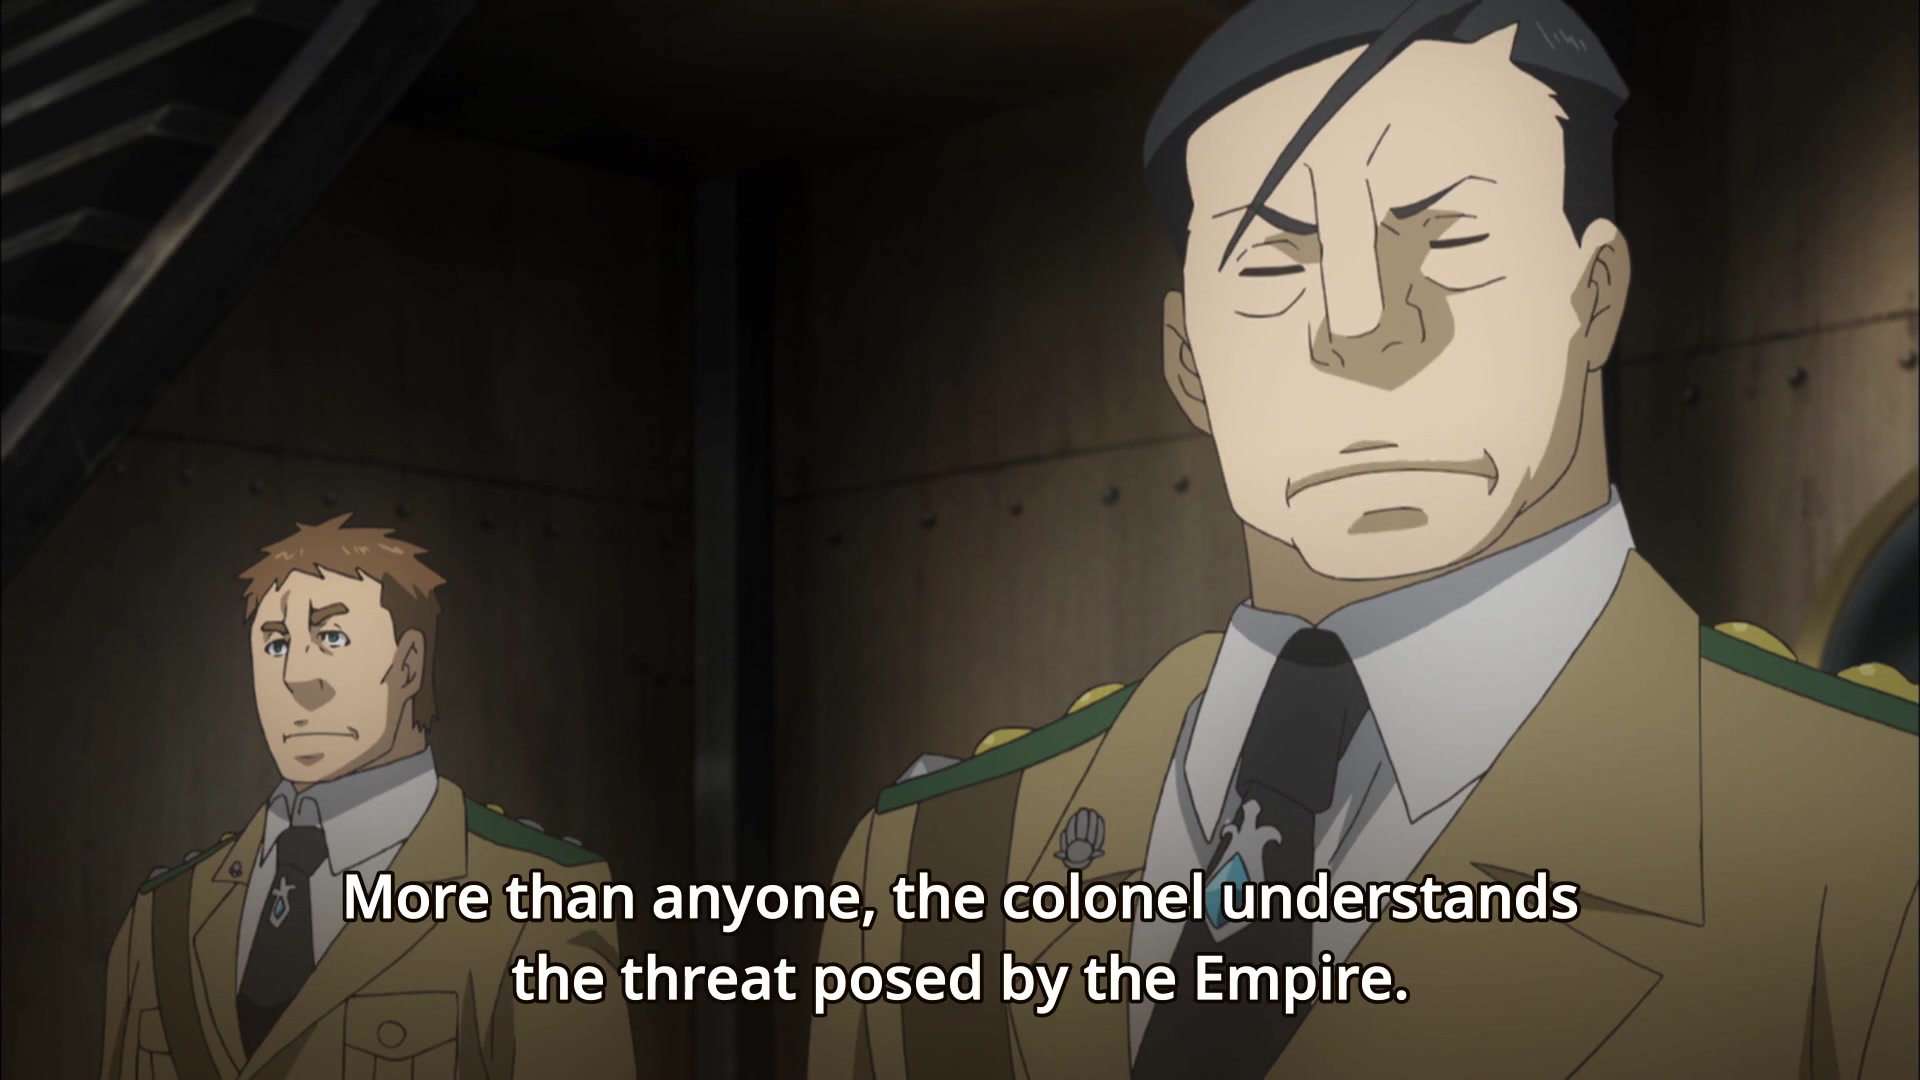 More than anyone, the colonel understands
the threat posed by the Empire.